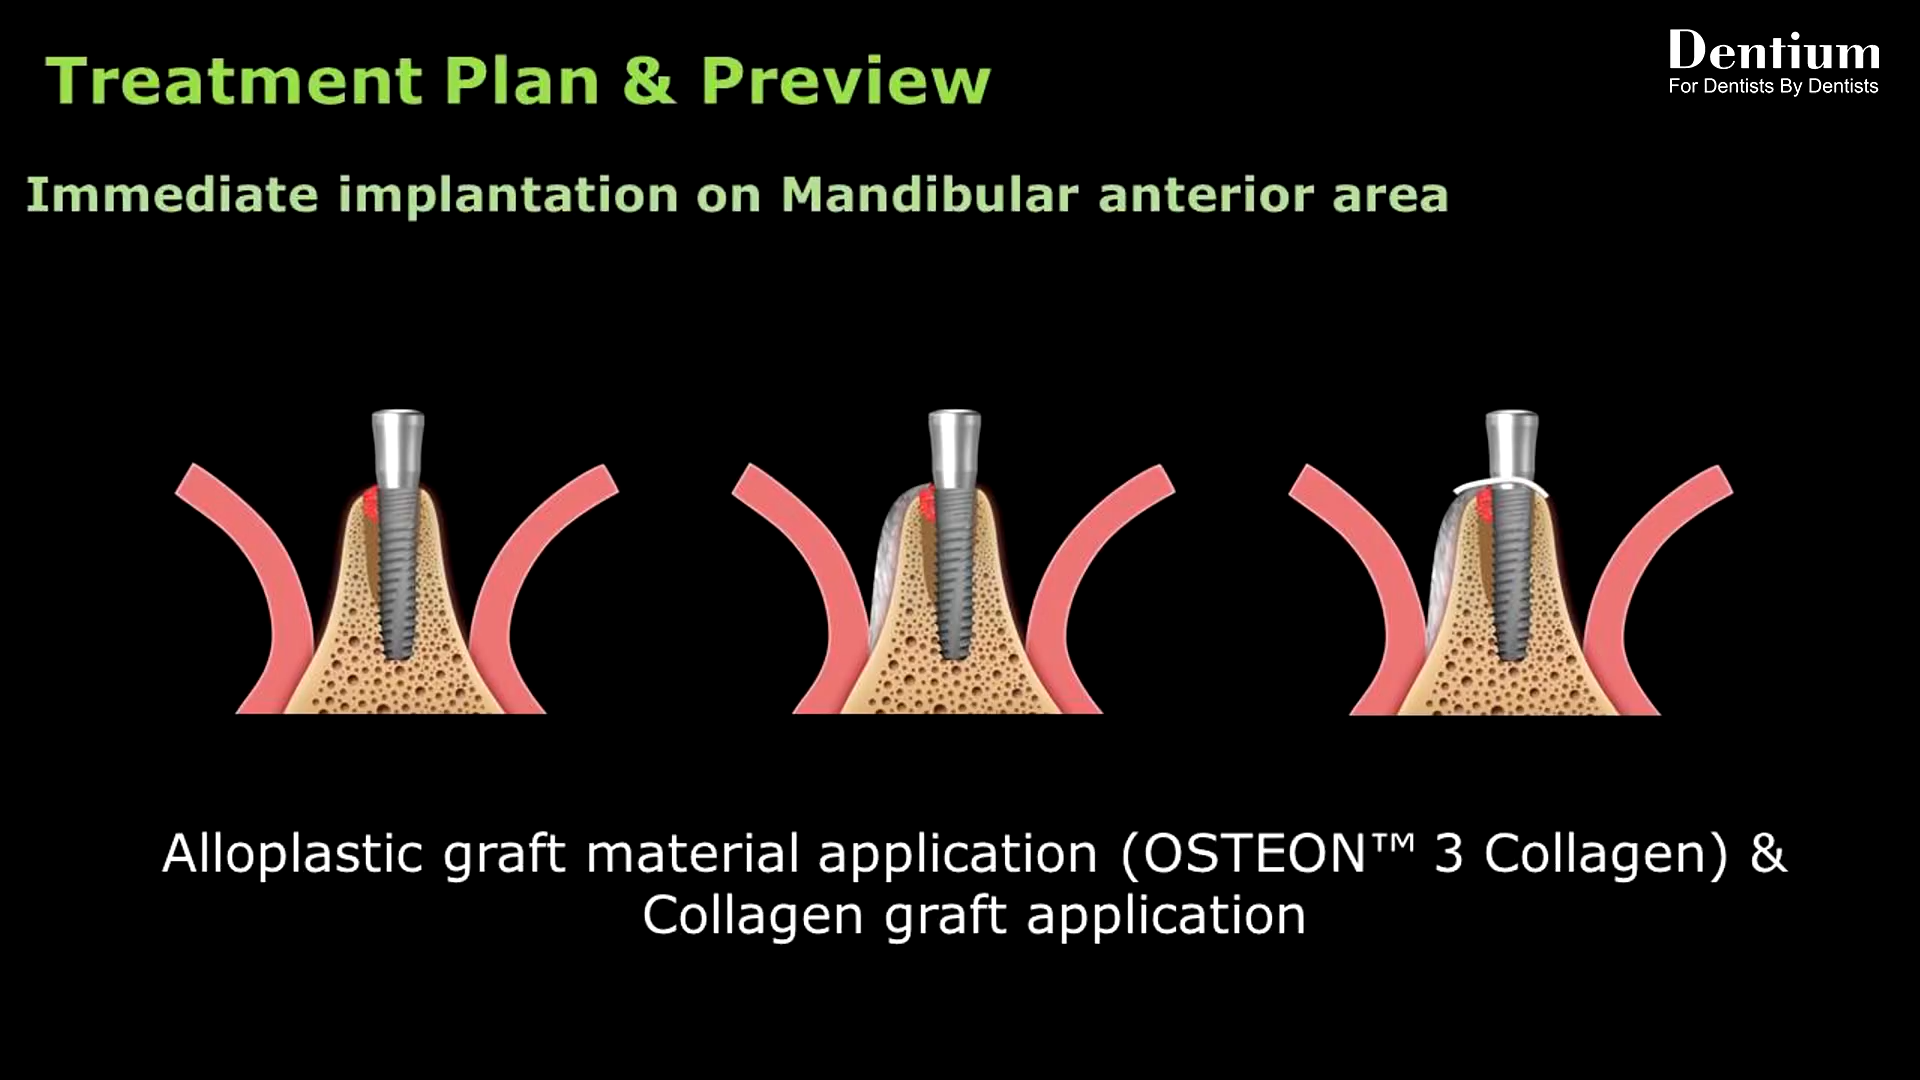 Treatment Plan & Preview
Dentium
For Dentists By Dentists
Immediate implantation on Mandibular anterior area
Alloplastic graft material application (OSTEON™ 3 Collagen) &
Collagen graft application